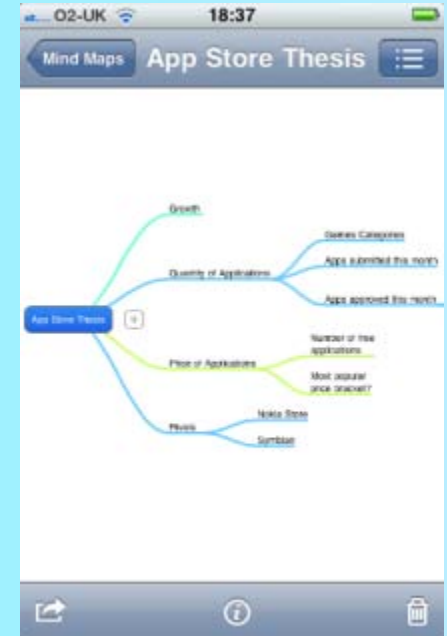 O2-UK 18:37
Mind Maps App Store Thesis
Growth
Games Categories
Quantity of Applications
Apps submitted this month
Apps approved this month
App Store Thesis
Number of free
applications
Price of Applications
Most popular
price bracket?
Nokia Store
Rivals
Symbian